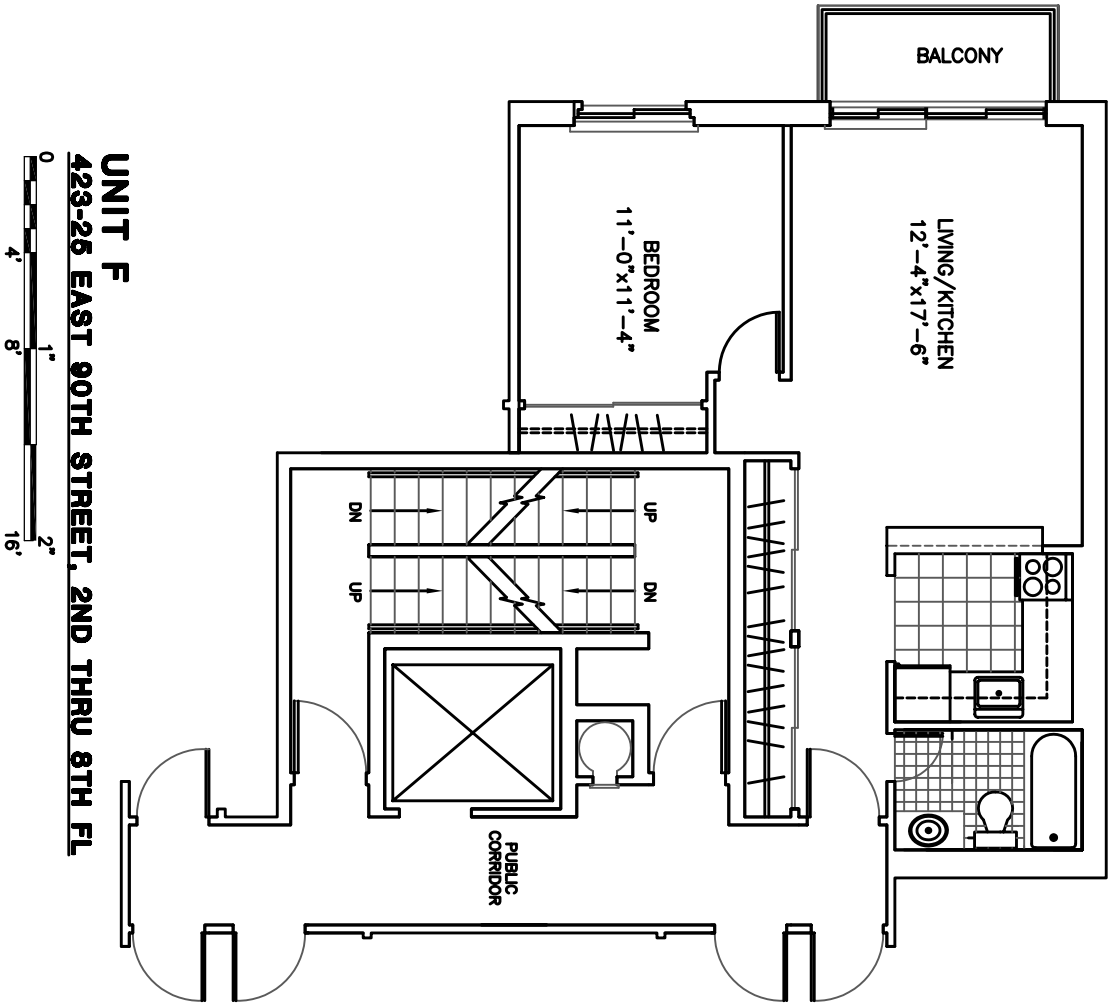 BALCONY
LIVING/KITCHEN
12'-4"x17'-6"
BEDROOM
11'-0"x11'-4"
DN
UP
UP
DN
PUBLIC
CORRIDOR
UNIT F
423-25 EAST 90TH STREET, 2ND THRU 8TH FL
0 1" 2"
4' 8' 16'